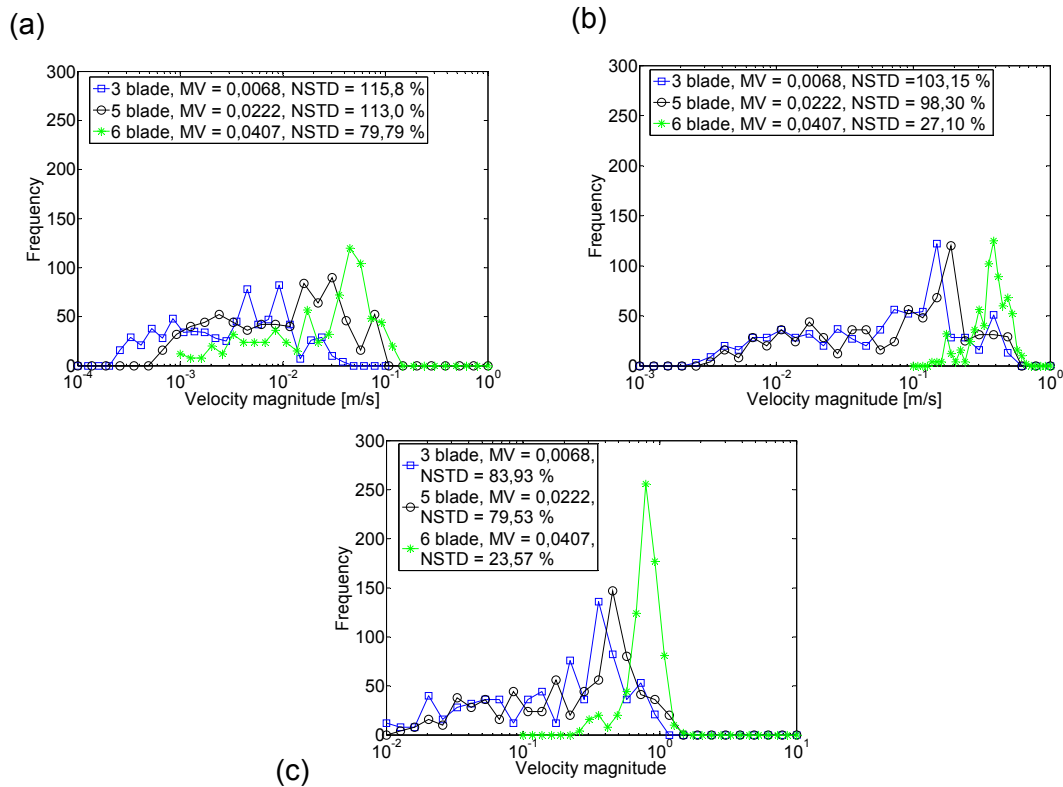 (a)
300
250
200
150
100
50
0
Frequency
3 blade, MV = 0,0068, NSTD = 115,8 %
5 blade, MV = 0,0222, NSTD = 113,0 %
6 blade, MV = 0,0407, NSTD = 79,79 %
10^-4 10^-3 10^-2 10^-1 10^0
Velocity magnitude [m/s]
(b)
300
250
200
150
100
50
0
Frequency
3 blade, MV = 0,0068, NSTD =103,15 %
5 blade, MV = 0,0222, NSTD = 98,30 %
6 blade, MV = 0,0407, NSTD = 27,10 %
10^-3 10^-2 10^-1 10^0
Velocity magnitude [m/s]
300
250
200
150
100
50
0
Frequency
3 blade, MV = 0,0068,
NSTD = 83,93 %
5 blade, MV = 0,0222,
NSTD = 79,53 %
6 blade, MV = 0,0407,
NSTD = 23,57 %
10^-2 10^-1 10^0 10^1
Velocity magnitude
(c)